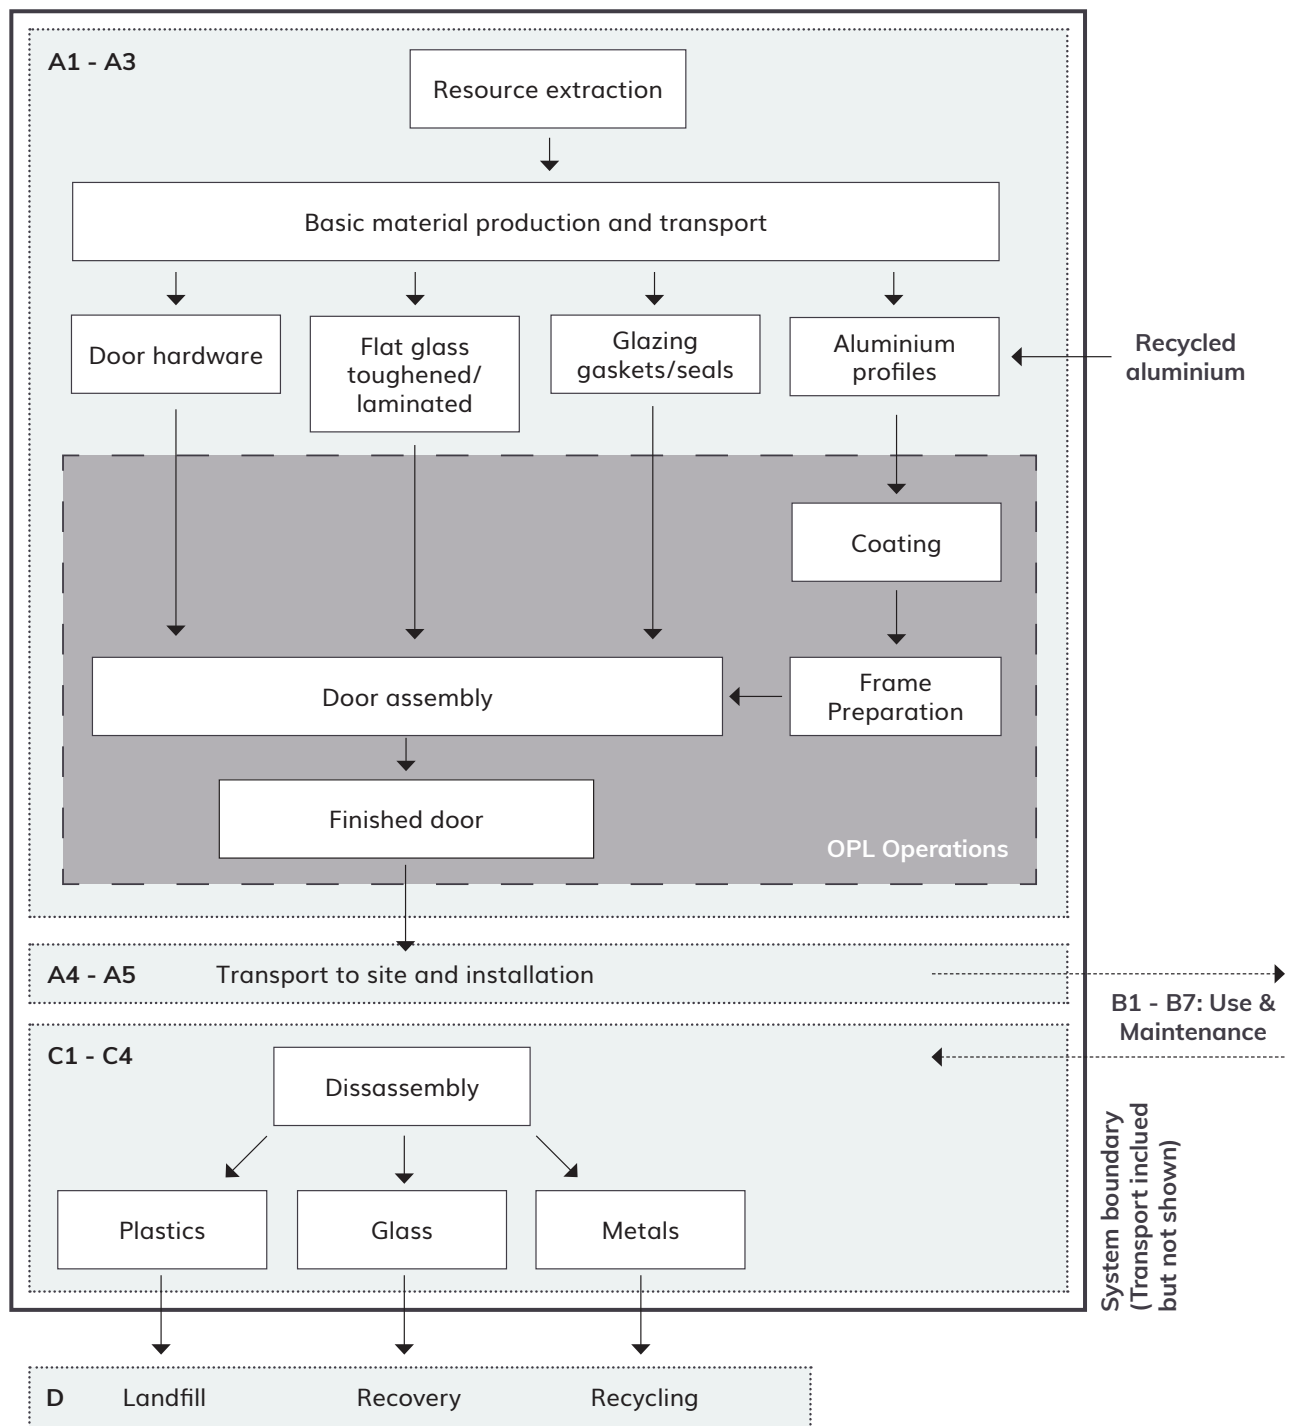 A1 - A3
Resource extraction
Basic material production and transport
Door hardware
Flat glass
toughened/
laminated
Glazing
gaskets/seals
Aluminium
profiles
Recycled
aluminium
Coating
Door assembly
Frame
Preparation
Finished door
OPL Operations
A4 - A5
Transport to site and installation
B1 - B7: Use &
Maintenance
C1 - C4
Dissassembly
Plastics
Glass
Metals
System boundary
(Transport inclued
but not shown)
D
Landfill
Recovery
Recycling